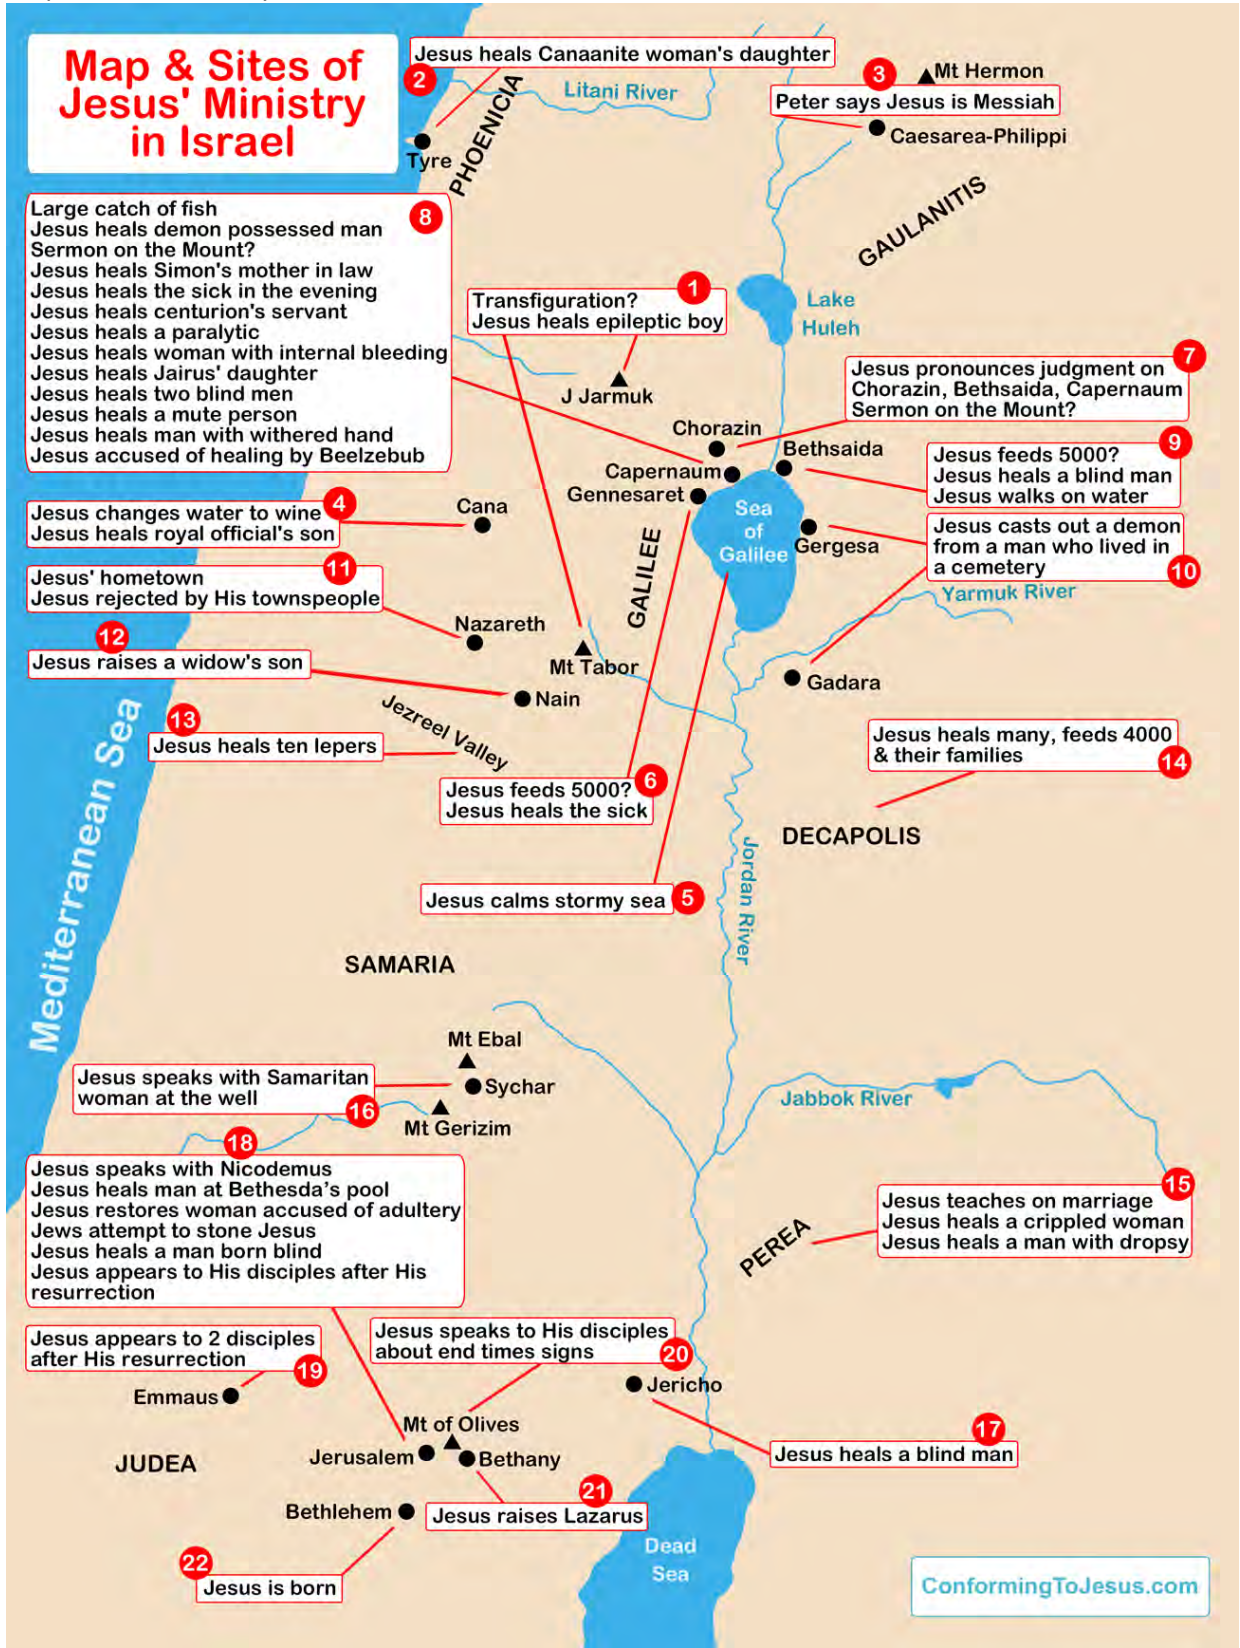 Map & Sites of
Jesus' Ministry
in Israel
Jesus heals Canaanite woman's daughter
2
Litani River
PHOENICIA
Tyre
3
Mt Hermon
Peter says Jesus is Messiah
Caesarea-Philippi
GAULANITIS
Large catch of fish
8
Jesus heals demon possessed man
Sermon on the Mount?
Jesus heals Simon's mother in law
Jesus heals the sick in the evening
Jesus heals centurion's servant
Jesus heals a paralytic
Jesus heals woman with internal bleeding
Jesus heals Jairus' daughter
Jesus heals two blind men
Jesus heals a mute person
Jesus heals man with withered hand
Jesus accused of healing by Beelzebub
1
Transfiguration?
Jesus heals epileptic boy
J Jarmuk
Lake
Huleh
7
Jesus pronounces judgment on
Chorazin, Bethsaida, Capernaum
Sermon on the Mount?
Chorazin
Capernaum
Gennesaret
Bethsaida
9
Jesus feeds 5000?
Jesus heals a blind man
Jesus walks on water
Sea
of
Galilee
Gergesa
Jesus casts out a demon
from a man who lived in
a cemetery
10
Yarmuk River
4
Jesus changes water to wine
Jesus heals royal official's son
Cana
GALILEE
11
Jesus' hometown
Jesus rejected by His townspeople
Nazareth
12
Jesus raises a widow's son
Mt Tabor
Nain
Gadara
13
Jesus heals ten lepers
Jezreel Valley
Mediterranean Sea
Jesus feeds 5000?
Jesus heals the sick
6
Jesus heals many, feeds 4000
& their families
14
DECAPOLIS
Jordan River
Jesus calms stormy sea
5
SAMARIA
Mt Ebal
Jesus speaks with Samaritan
woman at the well
16
Sychar
Mt Gerizim
Jabbok River
18
Jesus speaks with Nicodemus
Jesus heals man at Bethesda's pool
Jesus restores woman accused of adultery
Jews attempt to stone Jesus
Jesus heals a man born blind
Jesus appears to His disciples after His
resurrection
15
Jesus teaches on marriage
Jesus heals a crippled woman
Jesus heals a man with dropsy
PEREA
Jesus appears to 2 disciples
after His resurrection
19
Emmaus
Jesus speaks to His disciples
about end times signs
20
Jericho
Mt of Olives
Jerusalem
Bethany
17
Jesus heals a blind man
JUDEA
21
Jesus raises Lazarus
Bethlehem
22
Jesus is born
Dead
Sea
ConformingToJesus.com